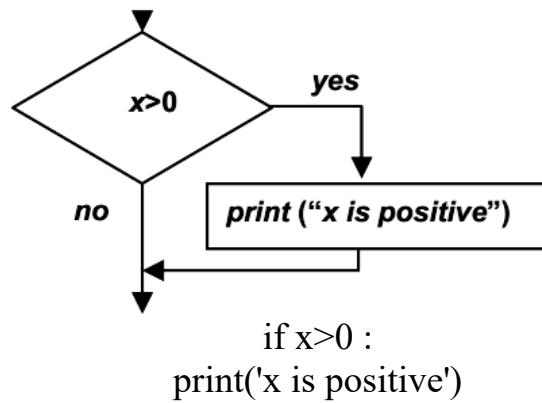 x>0
yes
no
print (“x is positive”)
if x>0 :
print('x is positive')